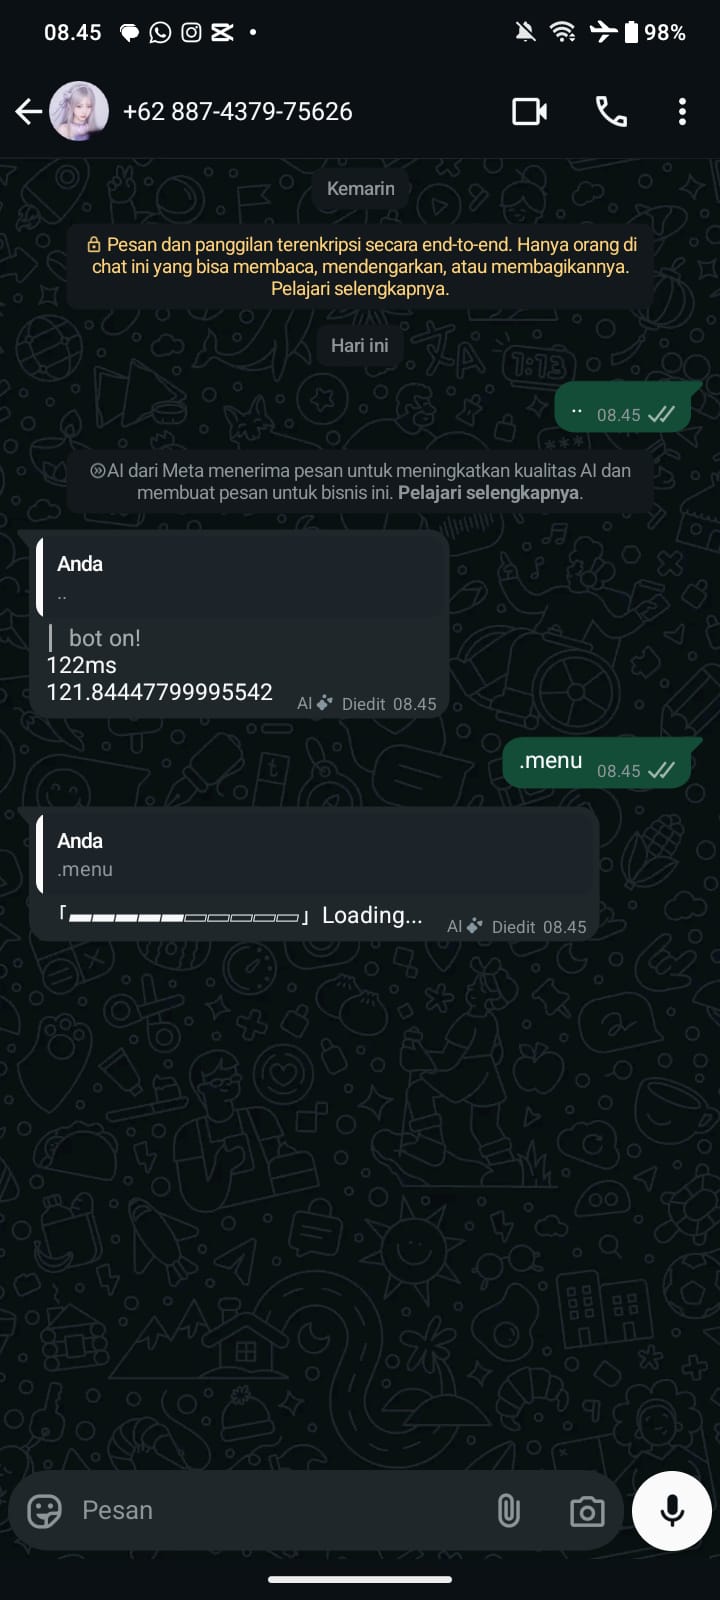 08.45
98%
+62 887-4379-75626
Kemarin
Pesan dan panggilan terenkripsi secara end-to-end. Hanya orang di
chat ini yang bisa membaca, mendengarkan, atau membagikannya.
Pelajari selengkapnya.
Hari ini
.. 08.45
AI dari Meta menerima pesan untuk meningkatkan kualitas AI dan
membuat pesan untuk bisnis ini. Pelajari selengkapnya.
Anda
..
bot on!
122ms
121.84447799995542
AI Diedit 08.45
.menu 08.45
Anda
.menu
「▰▰▰▰▰▱▱▱▱▱」Loading...
AI Diedit 08.45
Pesan